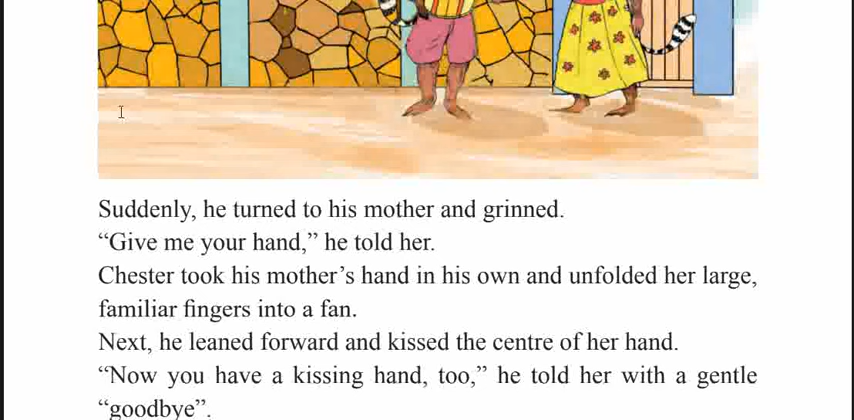 Suddenly, he turned to his mother and grinned.
“Give me your hand,” he told her.
Chester took his mother’s hand in his own and unfolded her large,
familiar fingers into a fan.
Next, he leaned forward and kissed the centre of her hand.
“Now you have a kissing hand, too,” he told her with a gentle
“goodbye”.